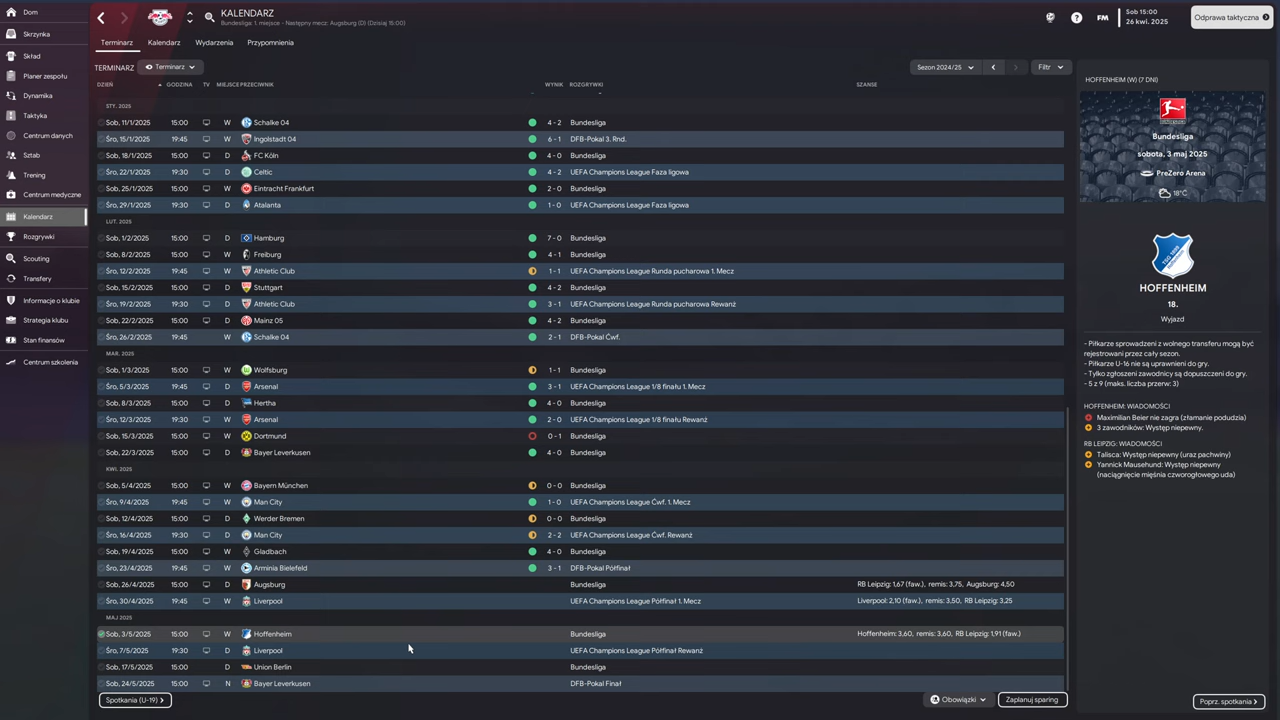 Dom
Skrzynka
Skład
Planer zespołu
Dynamika
Taktyka
Centrum danych
Sztab
Trening
Centrum medyczne
Kalendarz
Rozgrywki
Scouting
Transfery
Informacje o klubie
Strategia klubu
Stan finansów
Centrum szkolenia
KALENDARZ
Bundesliga: 1. miejsce - Następny mecz: Augsburg (D) (Dzisiaj 15:00)
FM
Sob 15:00
26 kwi. 2025
Odprawa taktyczna
Terminarz Kalendarz Wydarzenia Przypomnienia
TERMINARZ Terminarz Sezon 2024/25 Filtr
DZIEŃ GODZINA TV MIEJSCE PRZECIWNIK WYNIK ROZGRYWKI SZANSE
STY. 2025
Sob, 11/1/2025 15:00 W Schalke 04 4 - 2 Bundesliga
Śro, 15/1/2025 19:45 W Ingolstadt 04 6 - 1 DFB-Pokal 3. Rnd.
Sob, 18/1/2025 15:00 D FC Köln 4 - 0 Bundesliga
Śro, 22/1/2025 19:30 D Celtic 4 - 2 UEFA Champions League Faza ligowa
Sob, 25/1/2025 15:00 W Eintracht Frankfurt 2 - 0 Bundesliga
Śro, 29/1/2025 19:30 D Atalanta 1 - 0 UEFA Champions League Faza ligowa
LUT. 2025
Sob, 1/2/2025 15:00 D Hamburg 7 - 0 Bundesliga
Sob, 8/2/2025 15:00 W Freiburg 4 - 1 Bundesliga
Śro, 12/2/2025 19:45 W Athletic Club 1 - 1 UEFA Champions League Runda pucharowa 1. Mecz
Sob, 15/2/2025 15:00 D Stuttgart 4 - 2 Bundesliga
Śro, 19/2/2025 19:30 D Athletic Club 3 - 1 UEFA Champions League Runda pucharowa Rewanż
Sob, 22/2/2025 15:00 D Mainz 05 4 - 2 Bundesliga
Śro, 26/2/2025 19:45 W Schalke 04 2 - 1 DFB-Pokal Ćwf.
MAR. 2025
Sob, 1/3/2025 15:00 W Wolfsburg 1 - 1 Bundesliga
Śro, 5/3/2025 19:45 D Arsenal 3 - 1 UEFA Champions League 1/8 finału 1. Mecz
Sob, 8/3/2025 15:00 D Hertha 4 - 0 Bundesliga
Śro, 12/3/2025 19:30 W Arsenal 2 - 0 UEFA Champions League 1/8 finału Rewanż
Sob, 15/3/2025 15:00 W Dortmund 0 - 1 Bundesliga
Sob, 22/3/2025 15:00 D Bayer Leverkusen 4 - 0 Bundesliga
KWI. 2025
Sob, 5/4/2025 15:00 W Bayern München 0 - 0 Bundesliga
Śro, 9/4/2025 19:45 W Man City 1 - 0 UEFA Champions League Ćwf. 1. Mecz
Sob, 12/4/2025 15:00 D Werder Bremen 0 - 0 Bundesliga
Śro, 16/4/2025 19:30 D Man City 2 - 2 UEFA Champions League Ćwf. Rewanż
Sob, 19/4/2025 15:00 W Gladbach 4 - 0 Bundesliga
Śro, 23/4/2025 19:45 W Arminia Bielefeld 3 - 1 DFB-Pokal Półfinał
Sob, 26/4/2025 15:00 D Augsburg Bundesliga RB Leipzig: 1,67 (faw.), remis: 3,75, Augsburg: 4,50
Śro, 30/4/2025 19:45 W Liverpool UEFA Champions League Półfinał 1. Mecz Liverpool: 2,10 (faw.), remis: 3,50, RB Leipzig: 3,25
MAJ 2025
Sob, 3/5/2025 15:00 W Hoffenheim Bundesliga Hoffenheim: 3,60, remis: 3,60, RB Leipzig: 1,91 (faw.)
Śro, 7/5/2025 19:30 D Liverpool UEFA Champions League Półfinał Rewanż
Sob, 17/5/2025 15:00 D Union Berlin Bundesliga
Sob, 24/5/2025 15:00 N Bayer Leverkusen DFB-Pokal Finał
Spotkania (U-19) Obowiązki Zaplanuj sparing
HOFFENHEIM (W) (7 DNI)
Bundesliga
sobota, 3 maj 2025
PreZero Arena
18°C
TSG 1899
HOFFENHEIM
HOFFENHEIM
18.
Wyjazd
- Piłkarze sprowadzeni z wolnego transferu mogą być
rejestrowani przez cały sezon.
- Piłkarze U-16 nie są uprawnieni do gry.
- Tylko zgłoszeni zawodnicy są dopuszczeni do gry.
- 5 z 9 (maks. liczba przerw: 3)
HOFFENHEIM: WIADOMOŚCI
Maximilian Beier nie zagra (złamanie podudzia)
3 zawodników: Występ niepewny.
RB LEIPZIG: WIADOMOŚCI
Talisca: Występ niepewny (uraz pachwiny)
Yannick Mausehund: Występ niepewny
(naciągnięcie mięśnia czworogłowego uda)
Poprz. spotkania